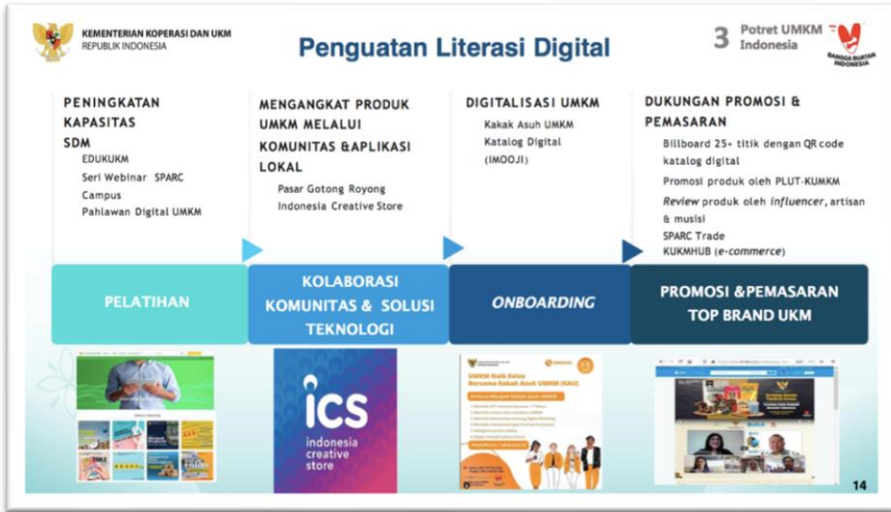 KEMENTERIAN KOPERASI DAN UKM
REPUBLIK INDONESIA
Penguatan Literasi Digital
3
Potret UMKM
Indonesia
BANGGA BUATAN
INDONESIA
PENINGKATAN
KAPASITAS
SDM
EDUKUKM
Seri Webinar SPARC
Campus
Pahlawan Digital UMKM
MENGANGKAT PRODUK
UMKM MELALUI
KOMUNITAS &APLIKASI
LOKAL
Pasar Gotong Royong
Indonesia Creative Store
DIGITALISASI UMKM
Kakak Asuh UMKM
Katalog Digital
(IMOOJI)
DUKUNGAN PROMOSI &
PEMASARAN
Billboard 25+ titik dengan QR code
katalog digital
Promosi produk oleh PLUT-KUMKM
Review produk oleh influencer, artisan
& musisi
SPARC Trade
KUKMHUB (e-commerce)
PELATIHAN
KOLABORASI
KOMUNITAS & SOLUSI
TEKNOLOGI
ONBOARDING
PROMOSI &PEMASARAN
TOP BRAND UKM
ics
indonesia
creative
store
UMKM Naik Kelas
Bersama Kakak Asuh UMKM (KAU)
14